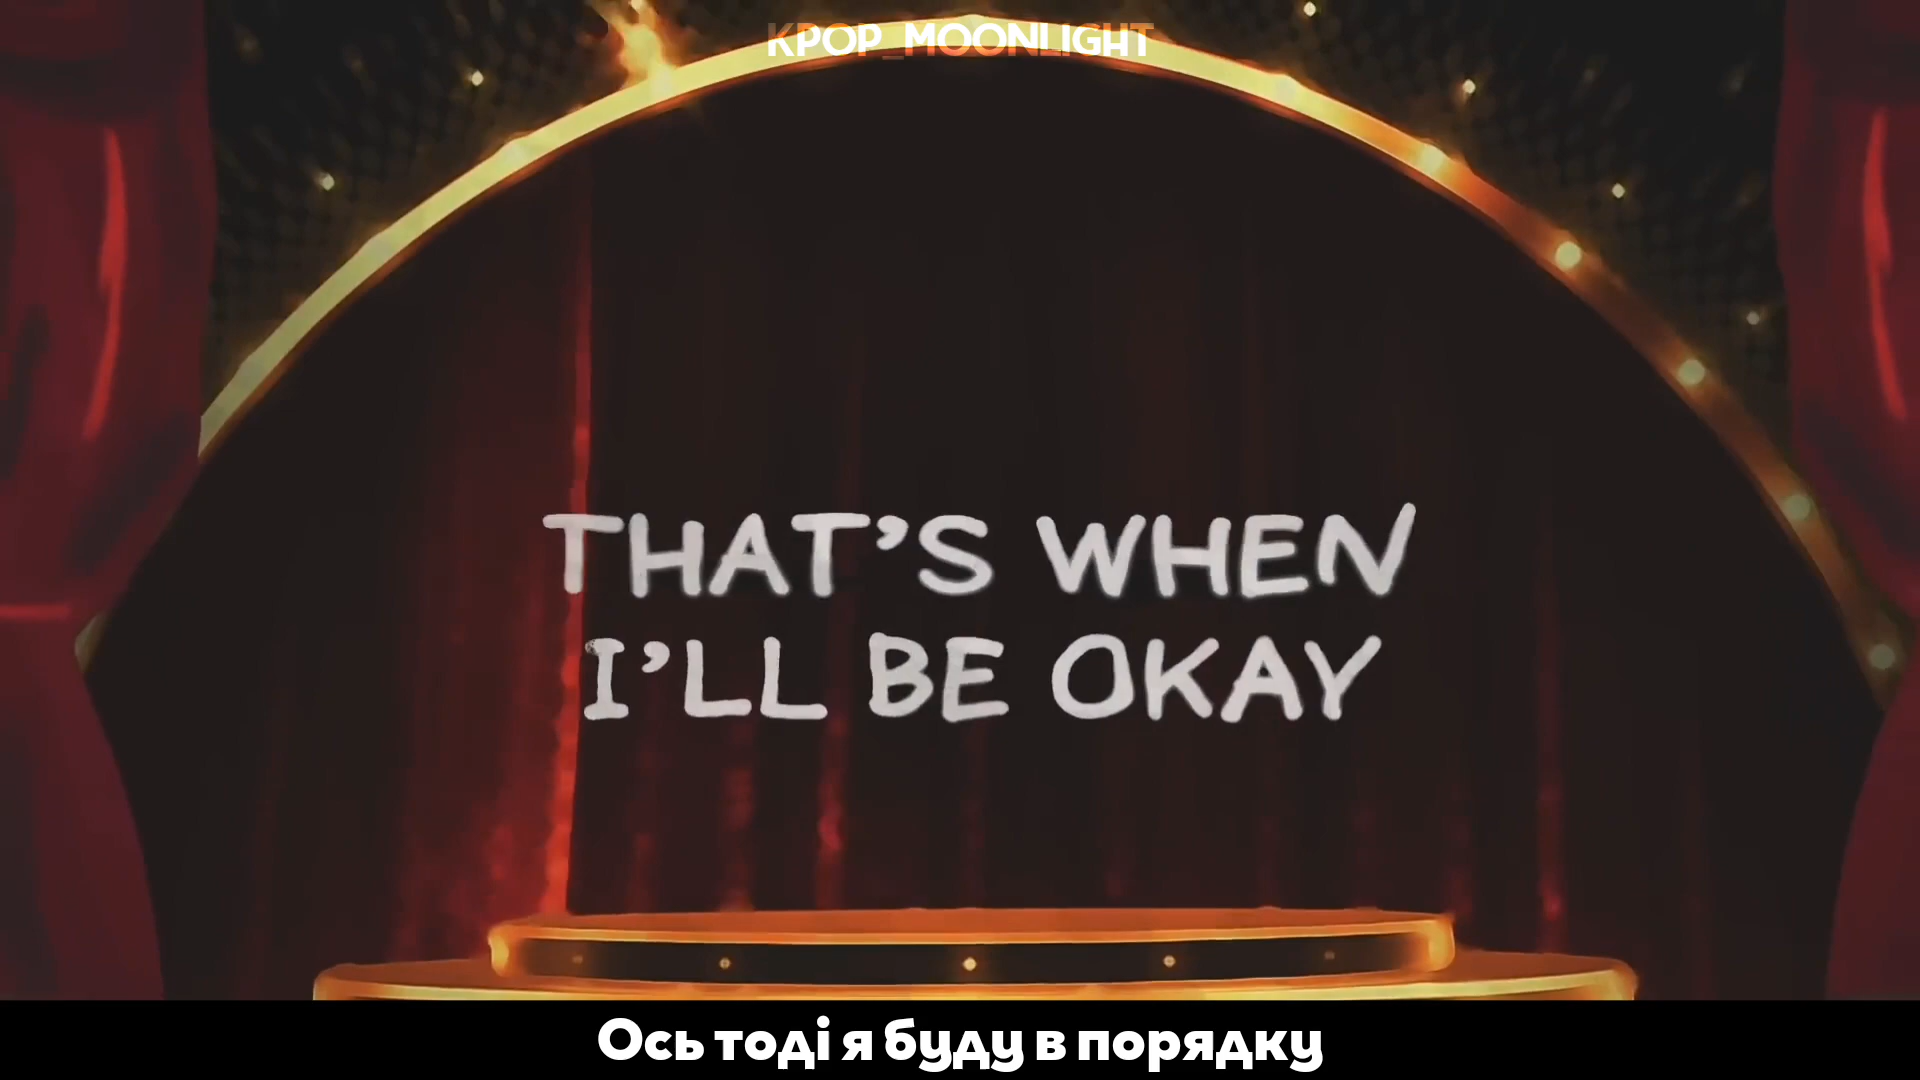 KPOP_MOONLIGHT
THAT'S WHEN
I'LL BE OKAY
Ось тоді я буду в порядку